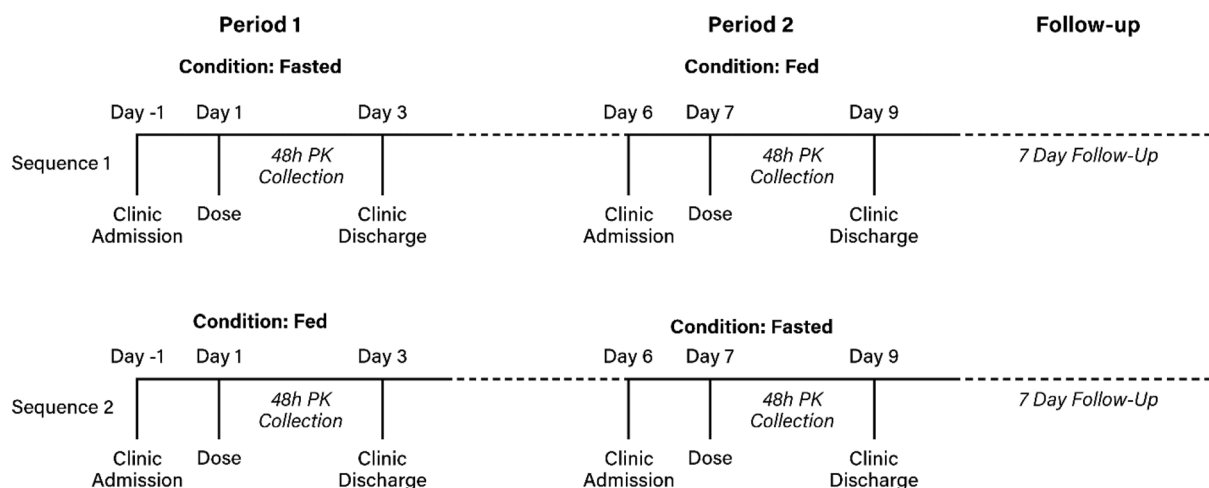 Period 1 Period 2 Follow-up
Condition: Fasted Condition: Fed
Day -1 Day 1 Day 3 Day 6 Day 7 Day 9
Sequence 1
48h PK 48h PK 7 Day Follow-Up
Collection Collection
Clinic Dose Clinic Clinic Dose Clinic
Admission Discharge Admission Discharge
Condition: Fed Condition: Fasted
Day -1 Day 1 Day 3 Day 6 Day 7 Day 9
Sequence 2
48h PK 48h PK 7 Day Follow-Up
Collection Collection
Clinic Dose Clinic Clinic Dose Clinic
Admission Discharge Admission Discharge